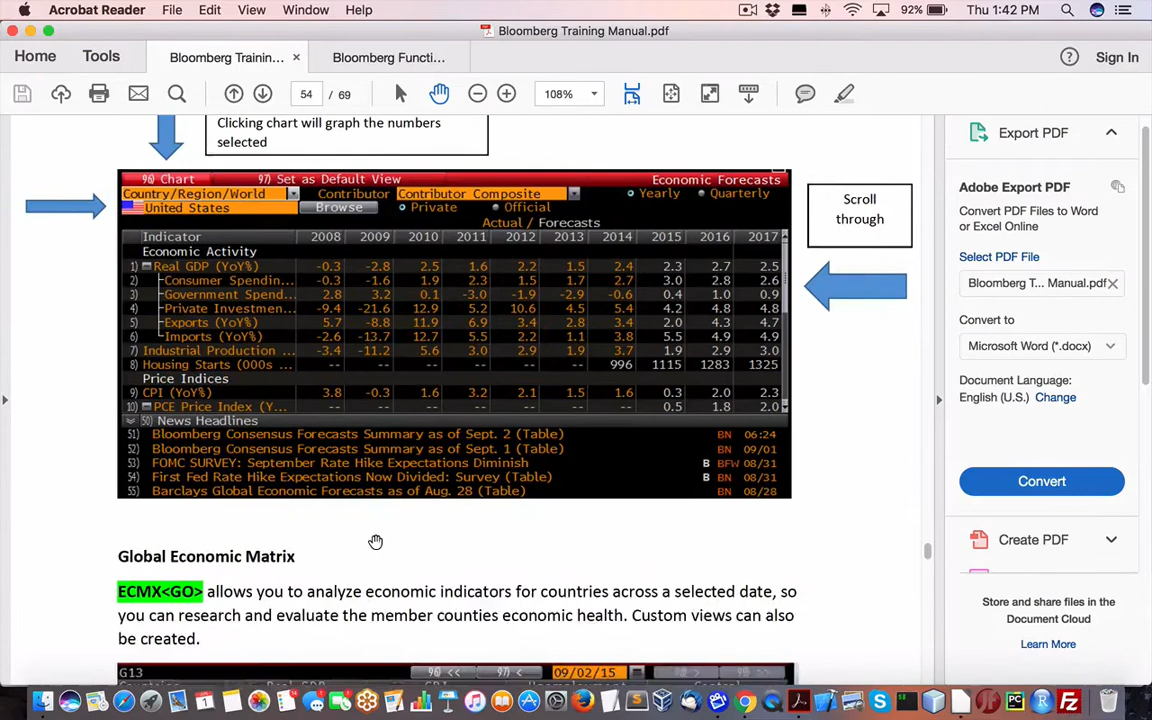 Acrobat Reader File Edit View Window Help 92% Thu 1:42 PM
Bloomberg Training Manual.pdf
Home Tools Bloomberg Trainin... × Bloomberg Functi... Sign In
54 / 69 108%
Clicking chart will graph the numbers
selected
96) Chart 97) Set as Default View Economic Forecasts
Country/Region/World Contributor Contributor Composite Yearly Quarterly
United States Browse Private Official
Actual / Forecasts
Indicator 2008 2009 2010 2011 2012 2013 2014 2015 2016 2017
Economic Activity
1) Real GDP (YoY%) -0.3 -2.8 2.5 1.6 2.2 1.5 2.4 2.3 2.7 2.5
2) Consumer Spendin... -0.3 -1.6 1.9 2.3 1.5 1.7 2.7 3.0 2.8 2.6
3) Government Spend... 2.8 3.2 0.1 -3.0 -1.9 -2.9 -0.6 0.4 1.0 0.9
4) Private Investmen... -9.4 -21.6 12.9 5.2 10.6 4.5 5.4 4.2 4.8 4.8
5) Exports (YoY%) 5.7 -8.8 11.9 6.9 3.4 2.8 3.4 2.0 4.3 4.7
6) Imports (YoY%) -2.6 -13.7 12.7 5.5 2.2 1.1 3.8 5.5 4.9 4.9
7) Industrial Production ... -3.4 -11.2 5.6 3.0 2.9 1.9 3.7 1.9 2.9 3.0
8) Housing Starts (000s ... -- -- -- -- -- -- 996 1115 1283 1325
Price Indices
9) CPI (YoY%) 3.8 -0.3 1.6 3.2 2.1 1.5 1.6 0.3 2.0 2.3
10) PCE Price Index (Y... -- -- -- -- -- -- -- 0.5 1.8 2.0
50) News Headlines
51) Bloomberg Consensus Forecasts Summary as of Sept. 2 (Table) BN 06:24
52) Bloomberg Consensus Forecasts Summary as of Sept. 1 (Table) BN 09/01
53) FOMC SURVEY: September Rate Hike Expectations Diminish B BFW 08/31
54) First Fed Rate Hike Expectations Now Divided: Survey (Table) B BN 08/31
55) Barclays Global Economic Forecasts as of Aug. 28 (Table) BN 08/28
Scroll
through
Global Economic Matrix
ECMX<GO> allows you to analyze economic indicators for countries across a selected date, so
you can research and evaluate the member counties economic health. Custom views can also
be created.
G13 96) << 97) < 09/02/15
Export PDF
Adobe Export PDF
Convert PDF Files to Word
or Excel Online
Select PDF File
Bloomberg T... Manual.pdf
Convert to
Microsoft Word (*.docx)
Document Language:
English (U.S.) Change
Convert
Create PDF
Store and share files in the
Document Cloud
Learn More